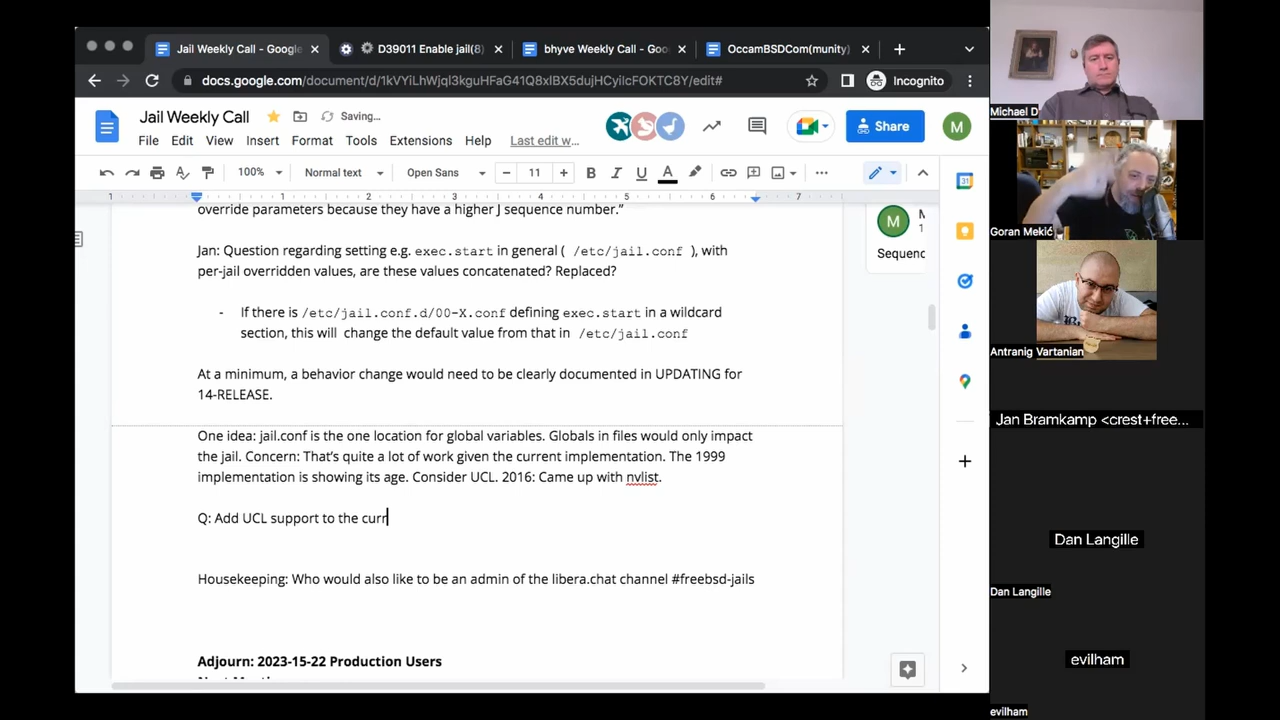 Jail Weekly Call - Google
D39011 Enable jail(8)
bhyve Weekly Call - Goo
OccamBSDCom(munity)
docs.google.com/document/d/1kVYiLhWjql3kguHFaG41Q8xIBX5dujHCyiIcFOKTC8Y/edit#
Incognito
Jail Weekly Call
Saving...
Share
M
File Edit View Insert Format Tools Extensions Help Last edit w...
100% Normal text Open Sans 11 B I U A
1 1 2 3 4 5 6 7
override parameters because they have a higher J sequence number."
M
1
Sequenc
Jan: Question regarding setting e.g. exec.start in general ( /etc/jail.conf ), with
per-jail overridden values, are these values concatenated? Replaced?
- If there is /etc/jail.conf.d/00-X.conf defining exec.start in a wildcard
section, this will change the default value from that in /etc/jail.conf
At a minimum, a behavior change would need to be clearly documented in UPDATING for
14-RELEASE.
One idea: jail.conf is the one location for global variables. Globals in files would only impact
the jail. Concern: That's quite a lot of work given the current implementation. The 1999
implementation is showing its age. Consider UCL. 2016: Came up with nvlist.
Q: Add UCL support to the curr
Housekeeping: Who would also like to be an admin of the libera.chat channel #freebsd-jails
Adjourn: 2023-15-22 Production Users
Michael D
Goran Mekić
Antranig Vartanian
Jan Bramkamp <crest+free...
Dan Langille
Dan Langille
evilham
evilham